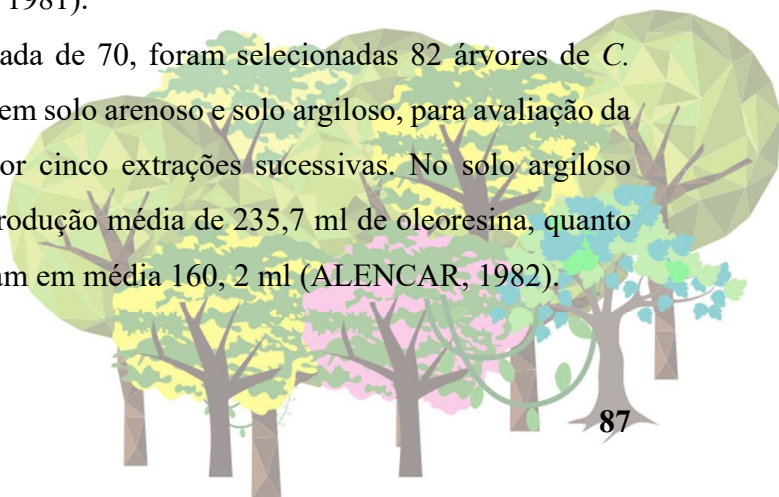 1981).
ada de 70, foram selecionadas 82 árvores de C.
em solo arenoso e solo argiloso, para avaliação da
or cinco extrações sucessivas. No solo argiloso
rodução média de 235,7 ml de oleoresina, quanto
am em média 160, 2 ml (ALENCAR, 1982).
87